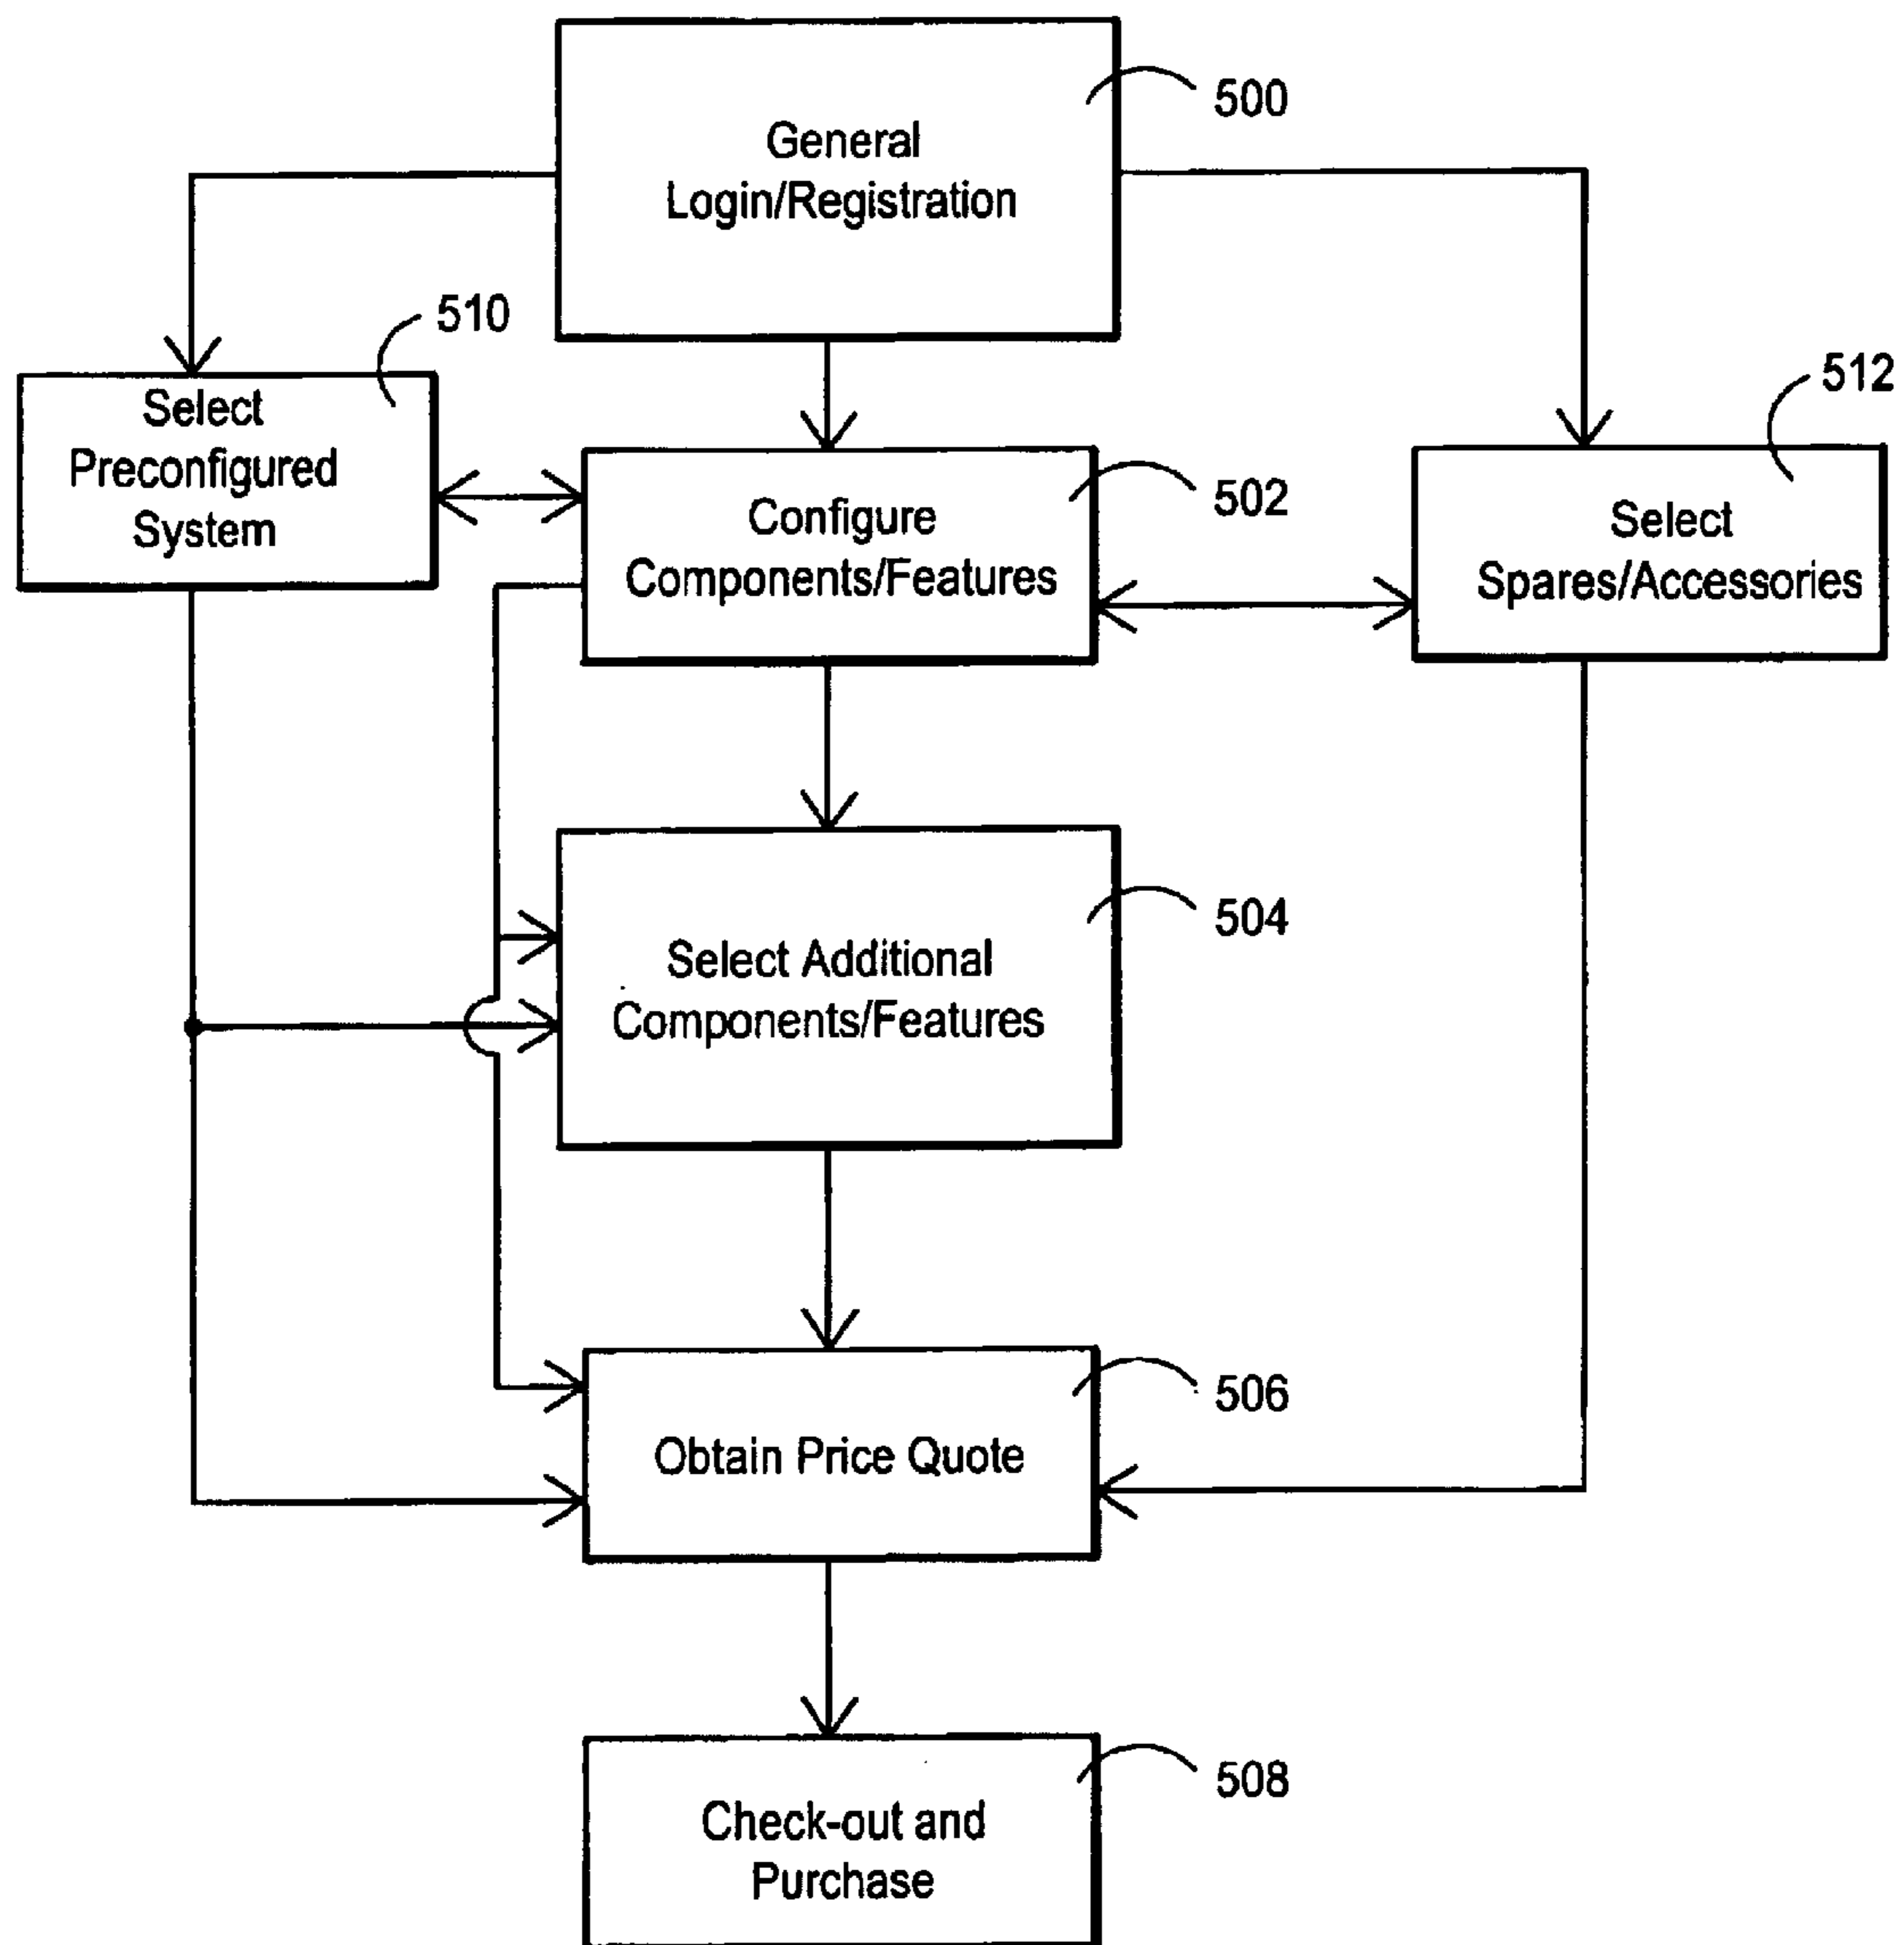 500
General
Login/Registration
510
Select
Preconfigured
System
512
502
Configure
Components/Features
Select
Spares/Accessories
504
Select Additional
Components/Features
506
Obtain Price Quote
508
Check-out and
Purchase